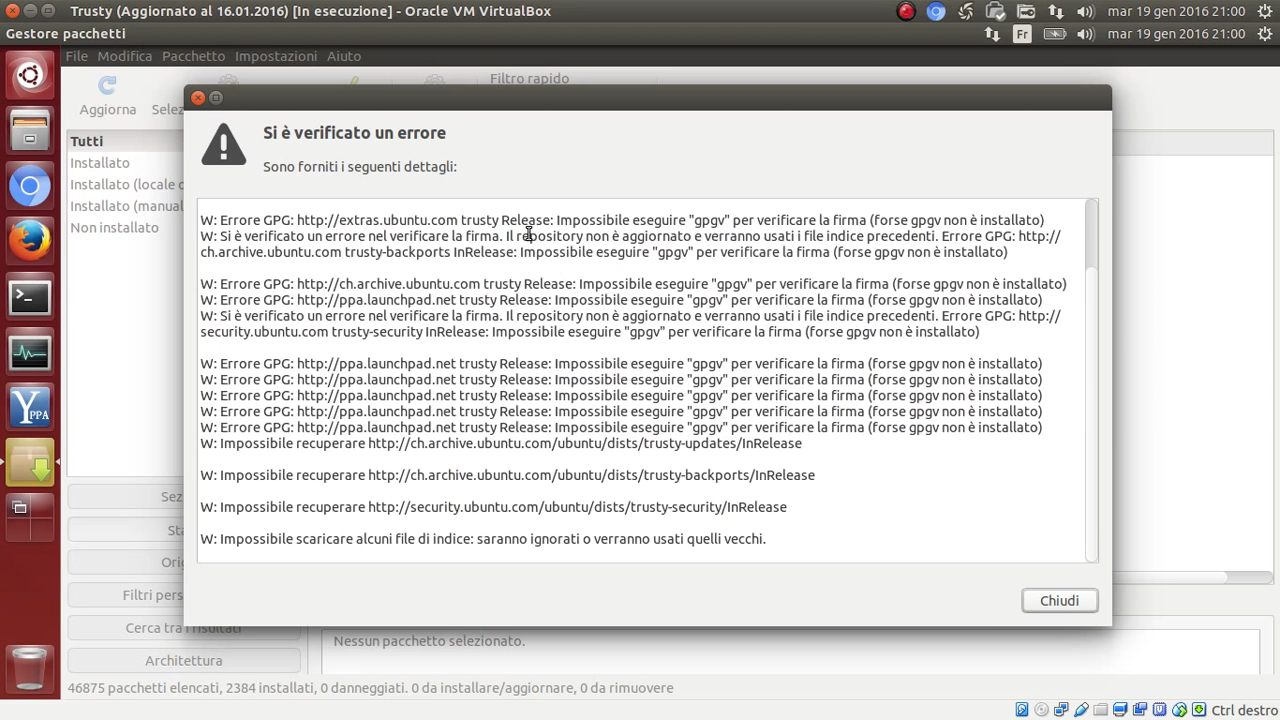 Trusty (Aggiornato al 16.01.2016) [In esecuzione] - Oracle VM VirtualBox
mar 19 gen 2016 21:00
Gestore pacchetti
Fr
mar 19 gen 2016 21:00
File Modifica Pacchetto Impostazioni Aiuto
Filtro rapido
Aggiorna
Selez
Tutti
Installato
Installato (locale o
Installato (manual
Non installato
Si è verificato un errore
Sono forniti i seguenti dettagli:
W: Errore GPG: http://extras.ubuntu.com trusty Release: Impossibile eseguire "gpgv" per verificare la firma (forse gpgv non è installato)
W: Si è verificato un errore nel verificare la firma. Il repository non è aggiornato e verranno usati i file indice precedenti. Errore GPG: http://
ch.archive.ubuntu.com trusty-backports InRelease: Impossibile eseguire "gpgv" per verificare la firma (forse gpgv non è installato)
W: Errore GPG: http://ch.archive.ubuntu.com trusty Release: Impossibile eseguire "gpgv" per verificare la firma (forse gpgv non è installato)
W: Errore GPG: http://ppa.launchpad.net trusty Release: Impossibile eseguire "gpgv" per verificare la firma (forse gpgv non è installato)
W: Si è verificato un errore nel verificare la firma. Il repository non è aggiornato e verranno usati i file indice precedenti. Errore GPG: http://
security.ubuntu.com trusty-security InRelease: Impossibile eseguire "gpgv" per verificare la firma (forse gpgv non è installato)
W: Errore GPG: http://ppa.launchpad.net trusty Release: Impossibile eseguire "gpgv" per verificare la firma (forse gpgv non è installato)
W: Errore GPG: http://ppa.launchpad.net trusty Release: Impossibile eseguire "gpgv" per verificare la firma (forse gpgv non è installato)
W: Errore GPG: http://ppa.launchpad.net trusty Release: Impossibile eseguire "gpgv" per verificare la firma (forse gpgv non è installato)
W: Errore GPG: http://ppa.launchpad.net trusty Release: Impossibile eseguire "gpgv" per verificare la firma (forse gpgv non è installato)
W: Errore GPG: http://ppa.launchpad.net trusty Release: Impossibile eseguire "gpgv" per verificare la firma (forse gpgv non è installato)
W: Impossibile recuperare http://ch.archive.ubuntu.com/ubuntu/dists/trusty-updates/InRelease
W: Impossibile recuperare http://ch.archive.ubuntu.com/ubuntu/dists/trusty-backports/InRelease
W: Impossibile recuperare http://security.ubuntu.com/ubuntu/dists/trusty-security/InRelease
W: Impossibile scaricare alcuni file di indice: saranno ignorati o verranno usati quelli vecchi.
Chiudi
Y
PPA
Sez
Sta
Orig
Filtri pers
Cerca tra i risultati
Architettura
Nessun pacchetto selezionato.
46875 pacchetti elencati, 2384 installati, 0 danneggiati. 0 da installare/aggiornare, 0 da rimuovere
Ctrl destro